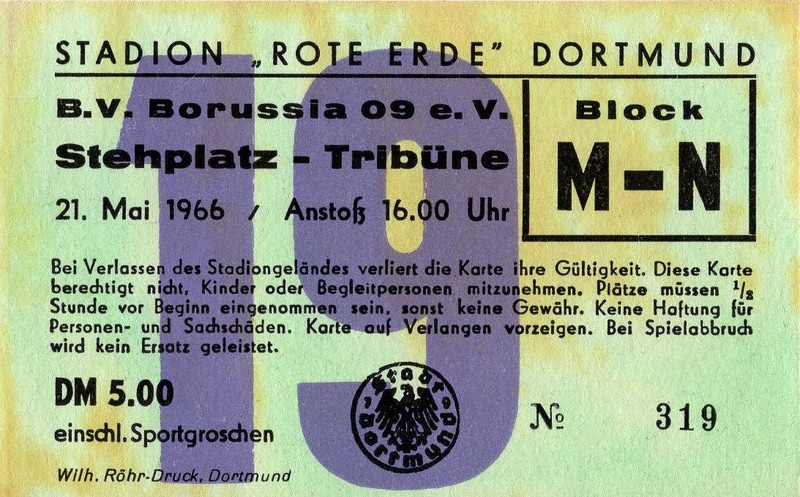 STADION „ROTE ERDE" DORTMUND
B.V. Borussia 09 e.V.
Stehplatz - Tribüne
21. Mai 1966 / Anstoß 16.00 Uhr
Block
M-N
19
Bei Verlassen des Stadiongeländes verliert die Karte ihre Gültigkeit. Diese Karte
berechtigt nicht, Kinder oder Begleitpersonen mitzunehmen. Plätze müssen ½
Stunde vor Beginn eingenommen sein, sonst keine Gewähr. Keine Haftung für
Personen- und Sachschäden. Karte auf Verlangen vorzeigen. Bei Spielabbruch
wird kein Ersatz geleistet.
DM 5.00
einschl. Sportgroschen
Stadt
dortmund
№ 319
Wilh. Röhr-Druck, Dortmund